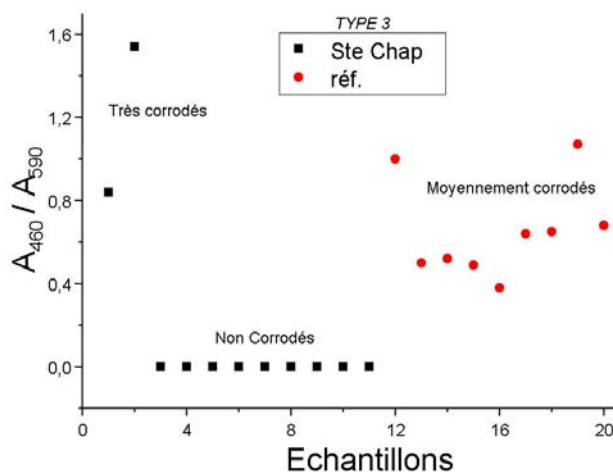 TYPE 3
Ste Chap
réf.
1,6
Très corrodés
1,2
Moyennement corrodés
0,8
A460 / A590
0,4
Non Corrodés
0,0
0 4 8 12 16 20
Echantillons